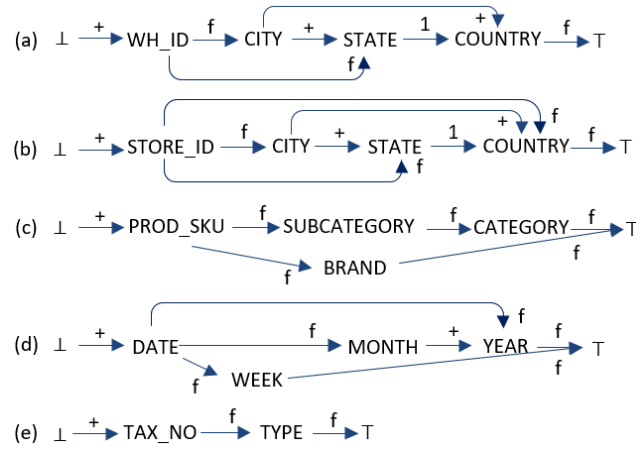 + f + 1 f
(a) ⊥ WH_ID CITY + STATE COUNTRY ⊤
f
f
(b) ⊥ + STORE_ID f CITY + + STATE 1 COUNTRY f ⊤
f
(c) ⊥ + PROD_SKU f SUBCATEGORY f CATEGORY f ⊤
f BRAND f
f
(d) ⊥ + DATE f MONTH + YEAR f ⊤
f WEEK f
(e) ⊥ + TAX_NO f TYPE f ⊤